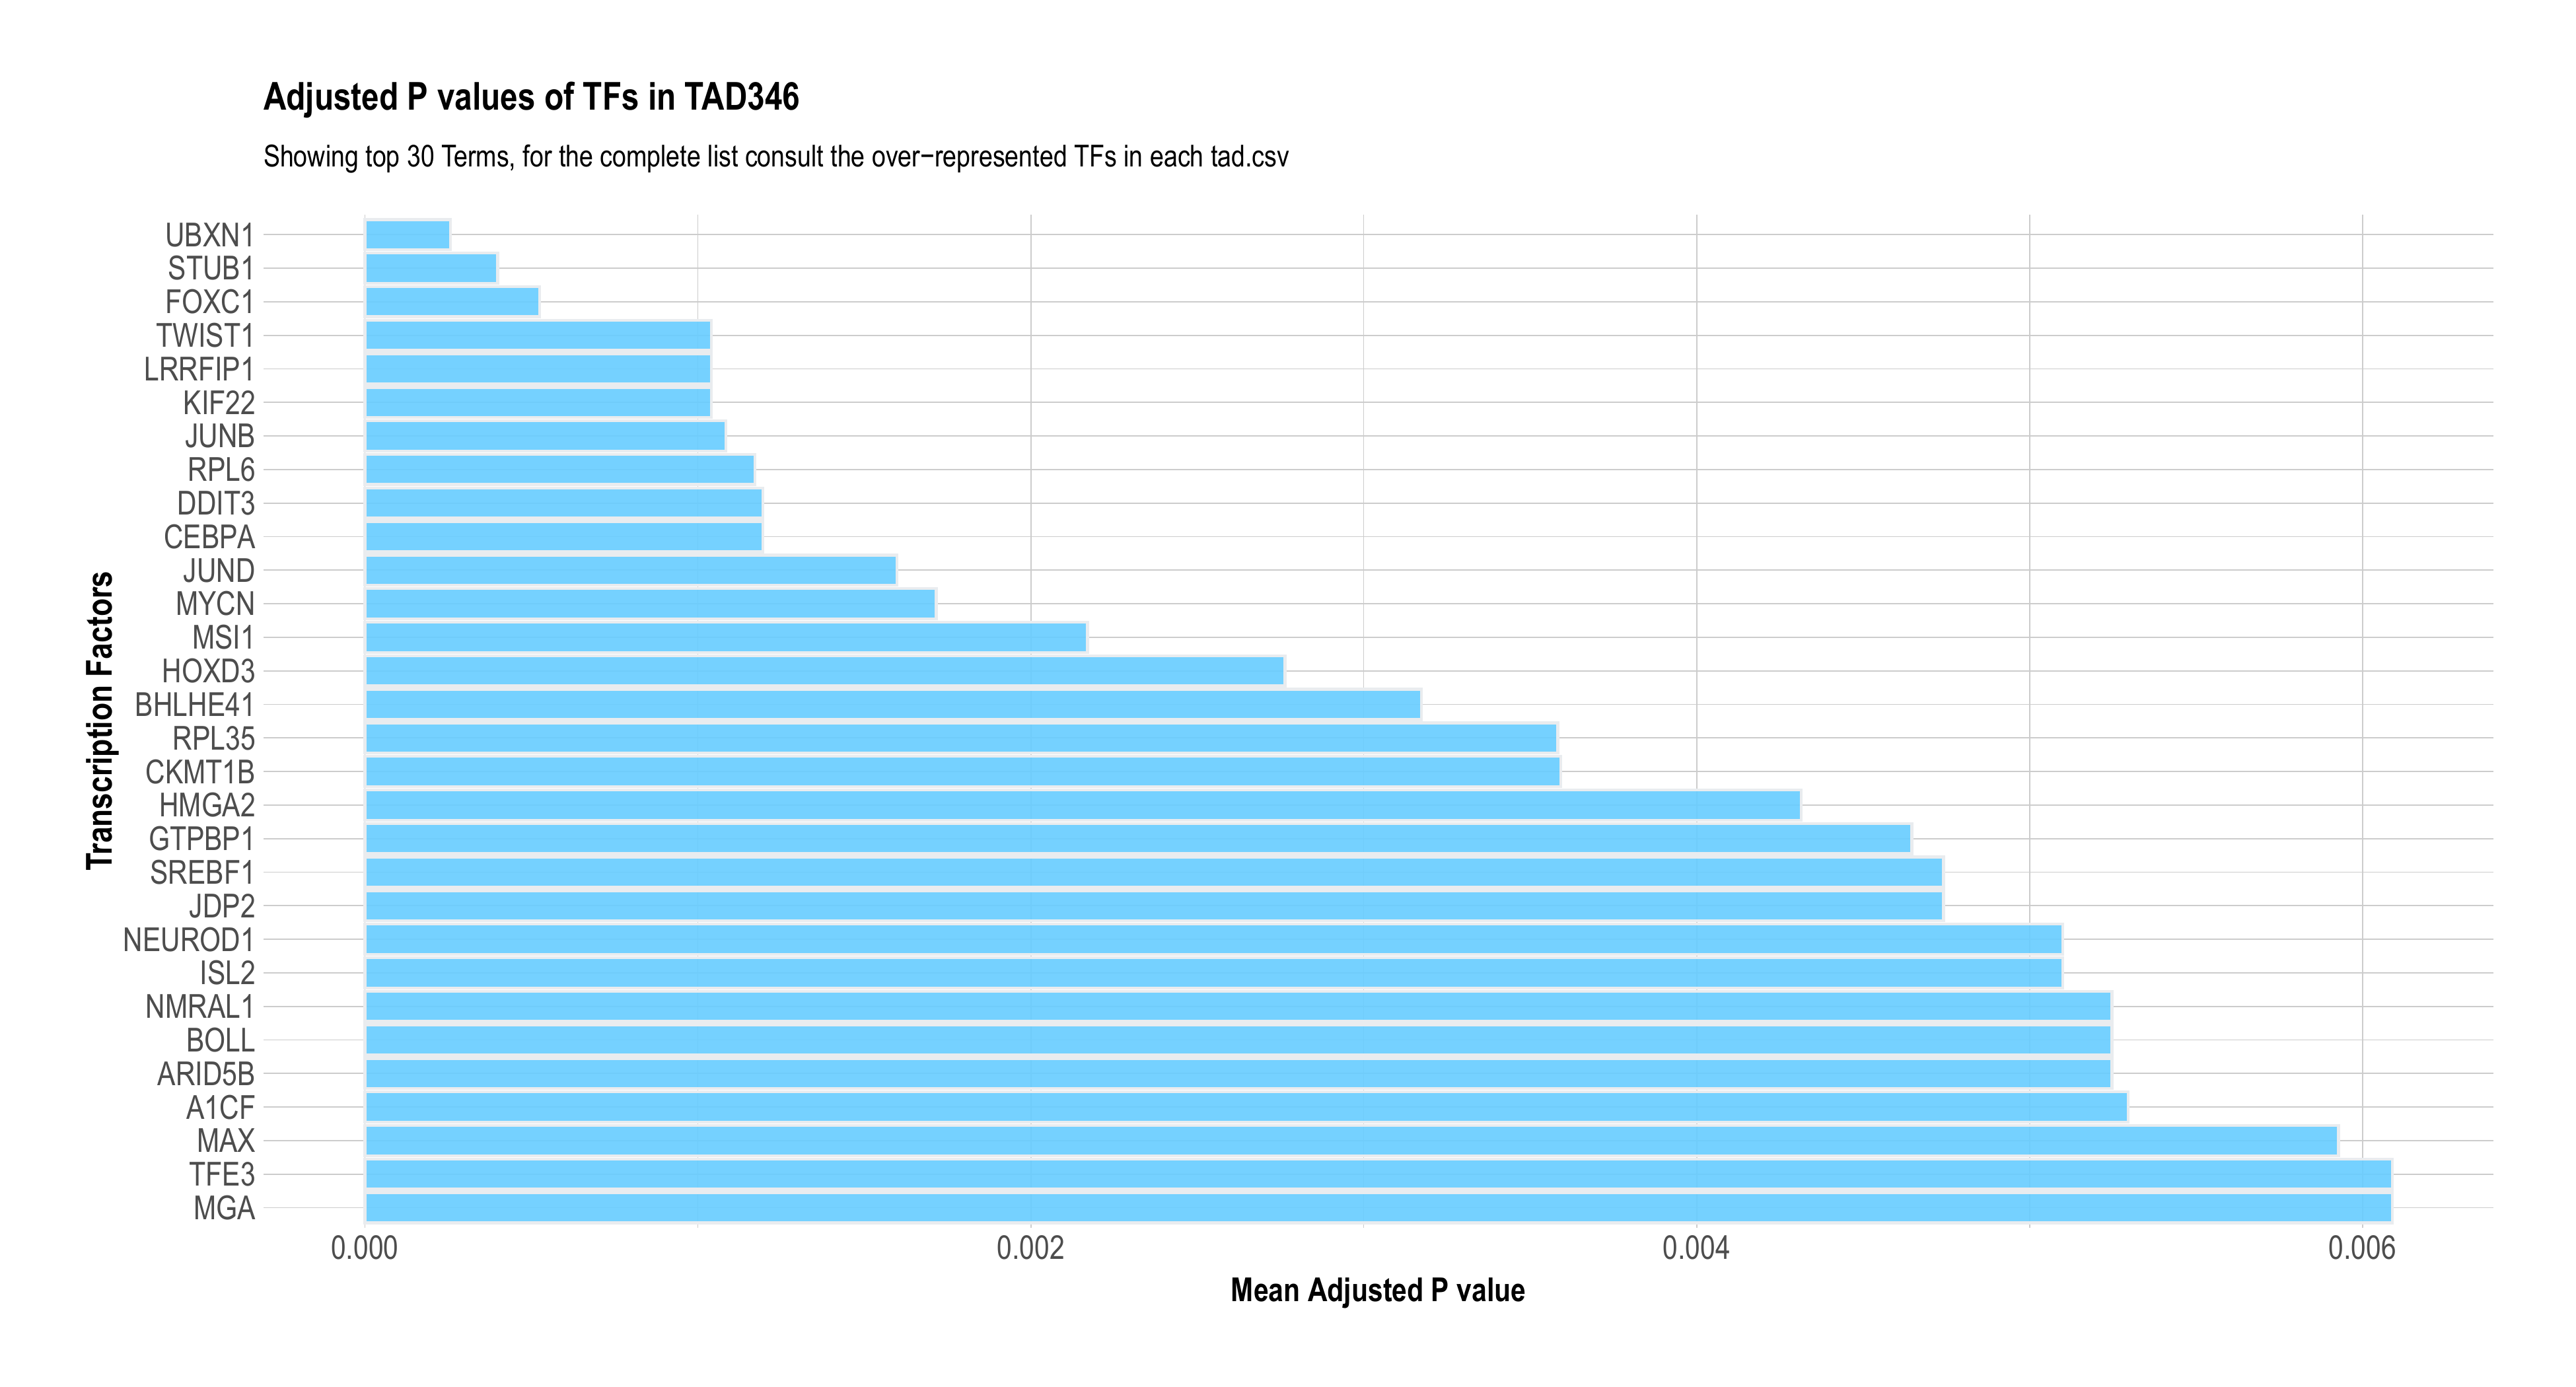 Adjusted P values of TFs in TAD346
Showing top 30 Terms, for the complete list consult the over−represented TFs in each tad.csv
Transcription Factors
UBXN1
STUB1
FOXC1
TWIST1
LRRFIP1
KIF22
JUNB
RPL6
DDIT3
CEBPA
JUND
MYCN
MSI1
HOXD3
BHLHE41
RPL35
CKMT1B
HMGA2
GTPBP1
SREBF1
JDP2
NEUROD1
ISL2
NMRAL1
BOLL
ARID5B
A1CF
MAX
TFE3
MGA
0.000 0.002 0.004 0.006
Mean Adjusted P value